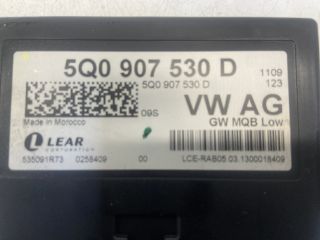 5Q0 907 530 D 1109
5Q0 907 530 D 123
09S VW AG
Made in Morocco GW MQB Low
LEAR
CORPORATION
535091R73 0258409 00 LCE-RAB05.03.1300018409